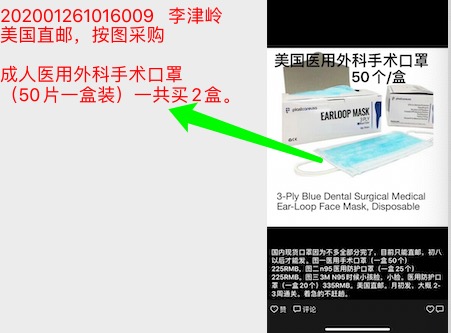 202001261016009 李津岭
美国直邮，按图采购
成人医用外科手术口罩
（50片一盒装）一共买2盒。
美国医用外科手术口罩
50个/盒
EARLOOP MASK
3-Ply Blue Dental Surgical Medical
Ear-Loop Face Mask, Disposable
国内现货口罩因为不多全部分完了，目前只能直邮，初八
以后才能发。图一医用手术口罩（一盒50个）
225RMB，图二n95医用防护口罩（一盒25个）
225RMB。图三3M N95时候小孩脸，小脸。医用防护口
罩（一盒20个）335RMB。美国直邮。月初发，大概 2-
3周通关。着急的不赶趟。
赞 评论